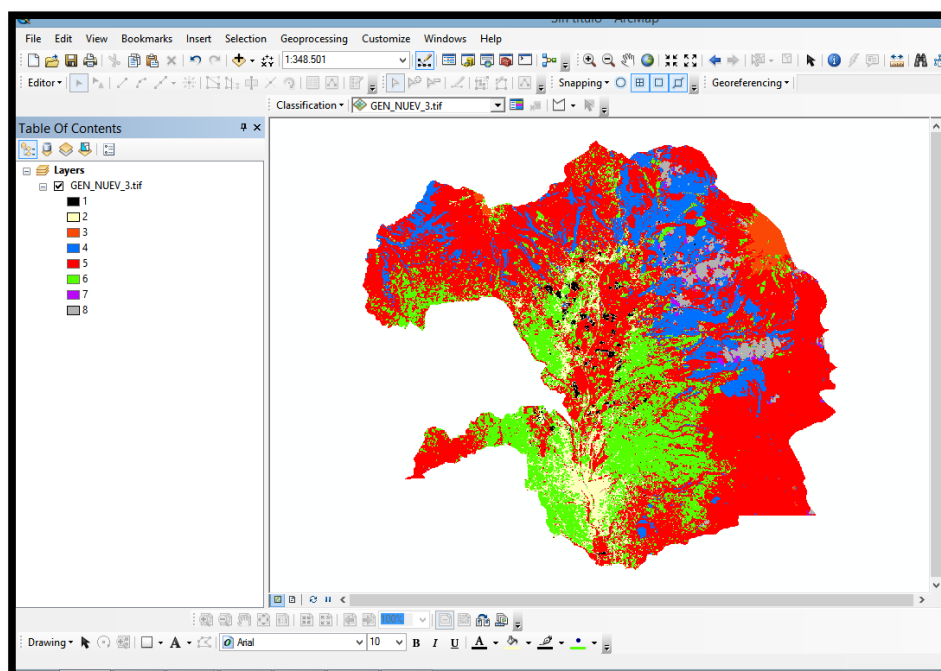 Sin titulo - ArcMap
File Edit View Bookmarks Insert Selection Geoprocessing Customize Windows Help
1:348.501
Editor Snapping Georeferencing
Classification GEN_NUEV_3.tif
Table Of Contents
Layers
GEN_NUEV_3.tif
1
2
3
4
5
6
7
8
100%
Drawing A Arial 10 B I U A